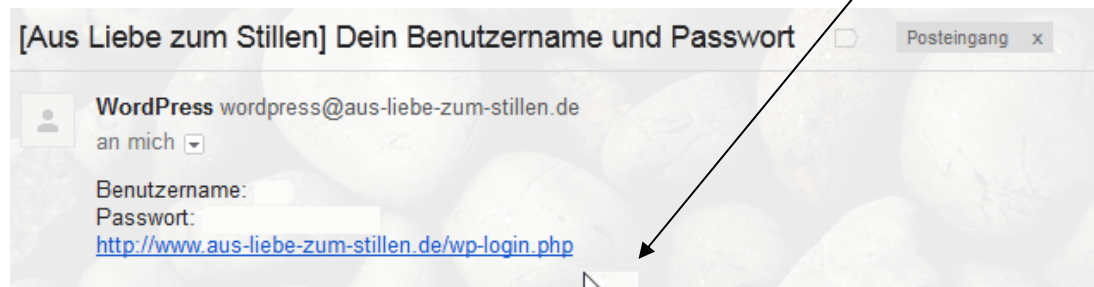 [Aus Liebe zum Stillen] Dein Benutzername und Passwort Posteingang x
WordPress wordpress@aus-liebe-zum-stillen.de
an mich
Benutzername:
Passwort:
http://www.aus-liebe-zum-stillen.de/wp-login.php